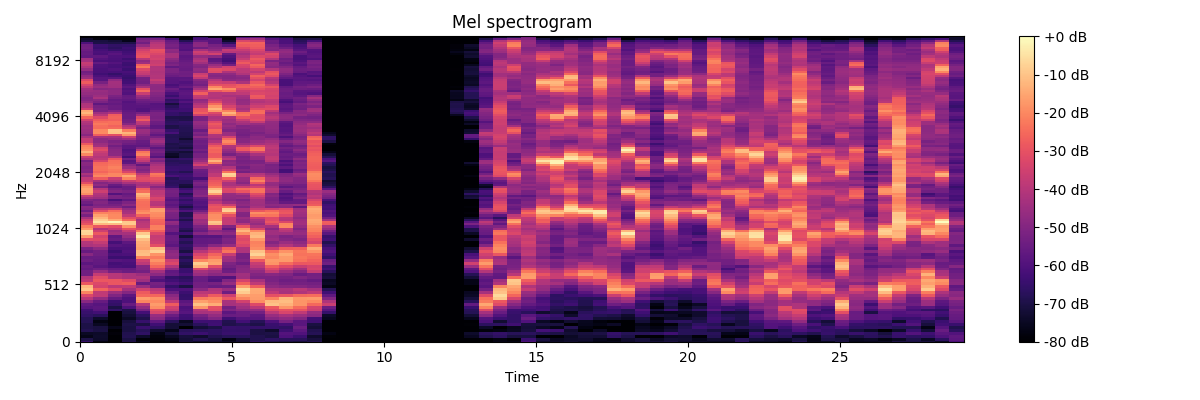 Mel spectrogram
Hz
8192
4096
2048
1024
512
0
0 5 10 15 20 25
Time
+0 dB
-10 dB
-20 dB
-30 dB
-40 dB
-50 dB
-60 dB
-70 dB
-80 dB